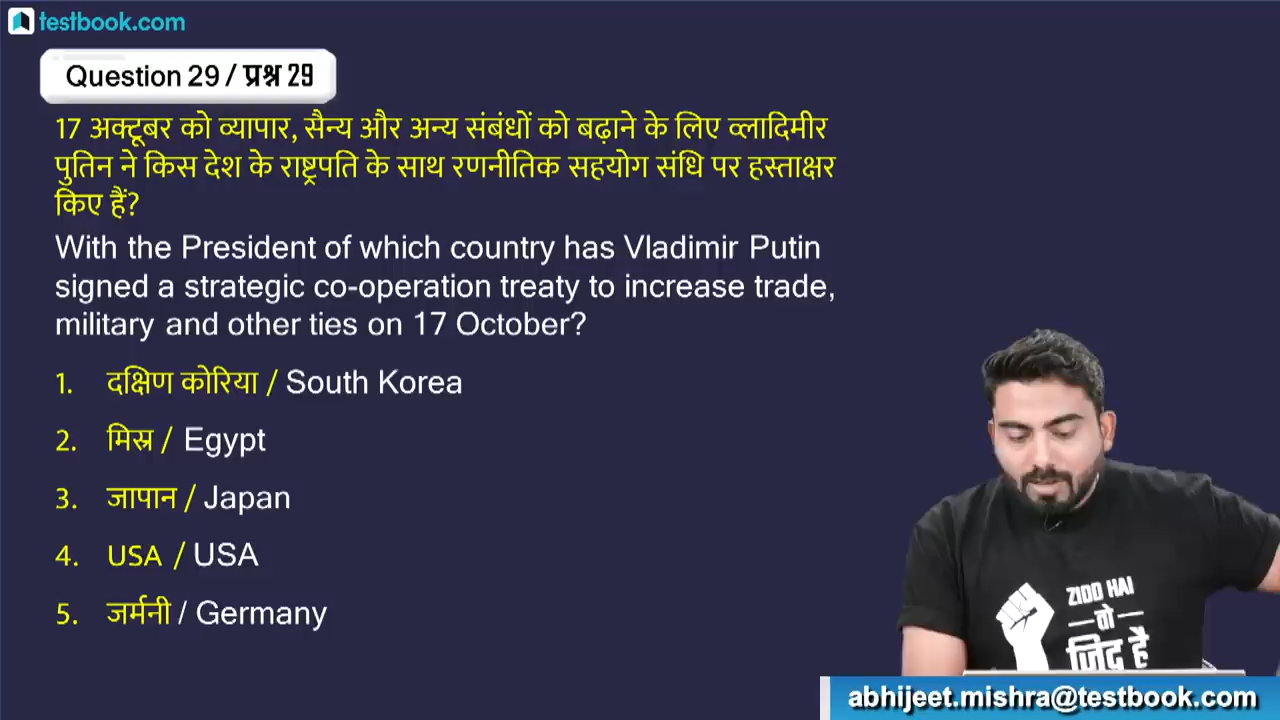 testbook.com
Question 29 / प्रश्न 29
17 अक्टूबर को व्यापार, सैन्य और अन्य संबंधों को बढ़ाने के लिए व्लादिमीर
पुतिन ने किस देश के राष्ट्रपति के साथ रणनीतिक सहयोग संधि पर हस्ताक्षर
किए हैं?
With the President of which country has Vladimir Putin
signed a strategic co-operation treaty to increase trade,
military and other ties on 17 October?
1. दक्षिण कोरिया / South Korea
2. मिस्र / Egypt
3. जापान / Japan
4. USA / USA
5. जर्मनी / Germany
ZIDD HAI
तो
ज़िद है
abhijeet.mishra@testbook.com